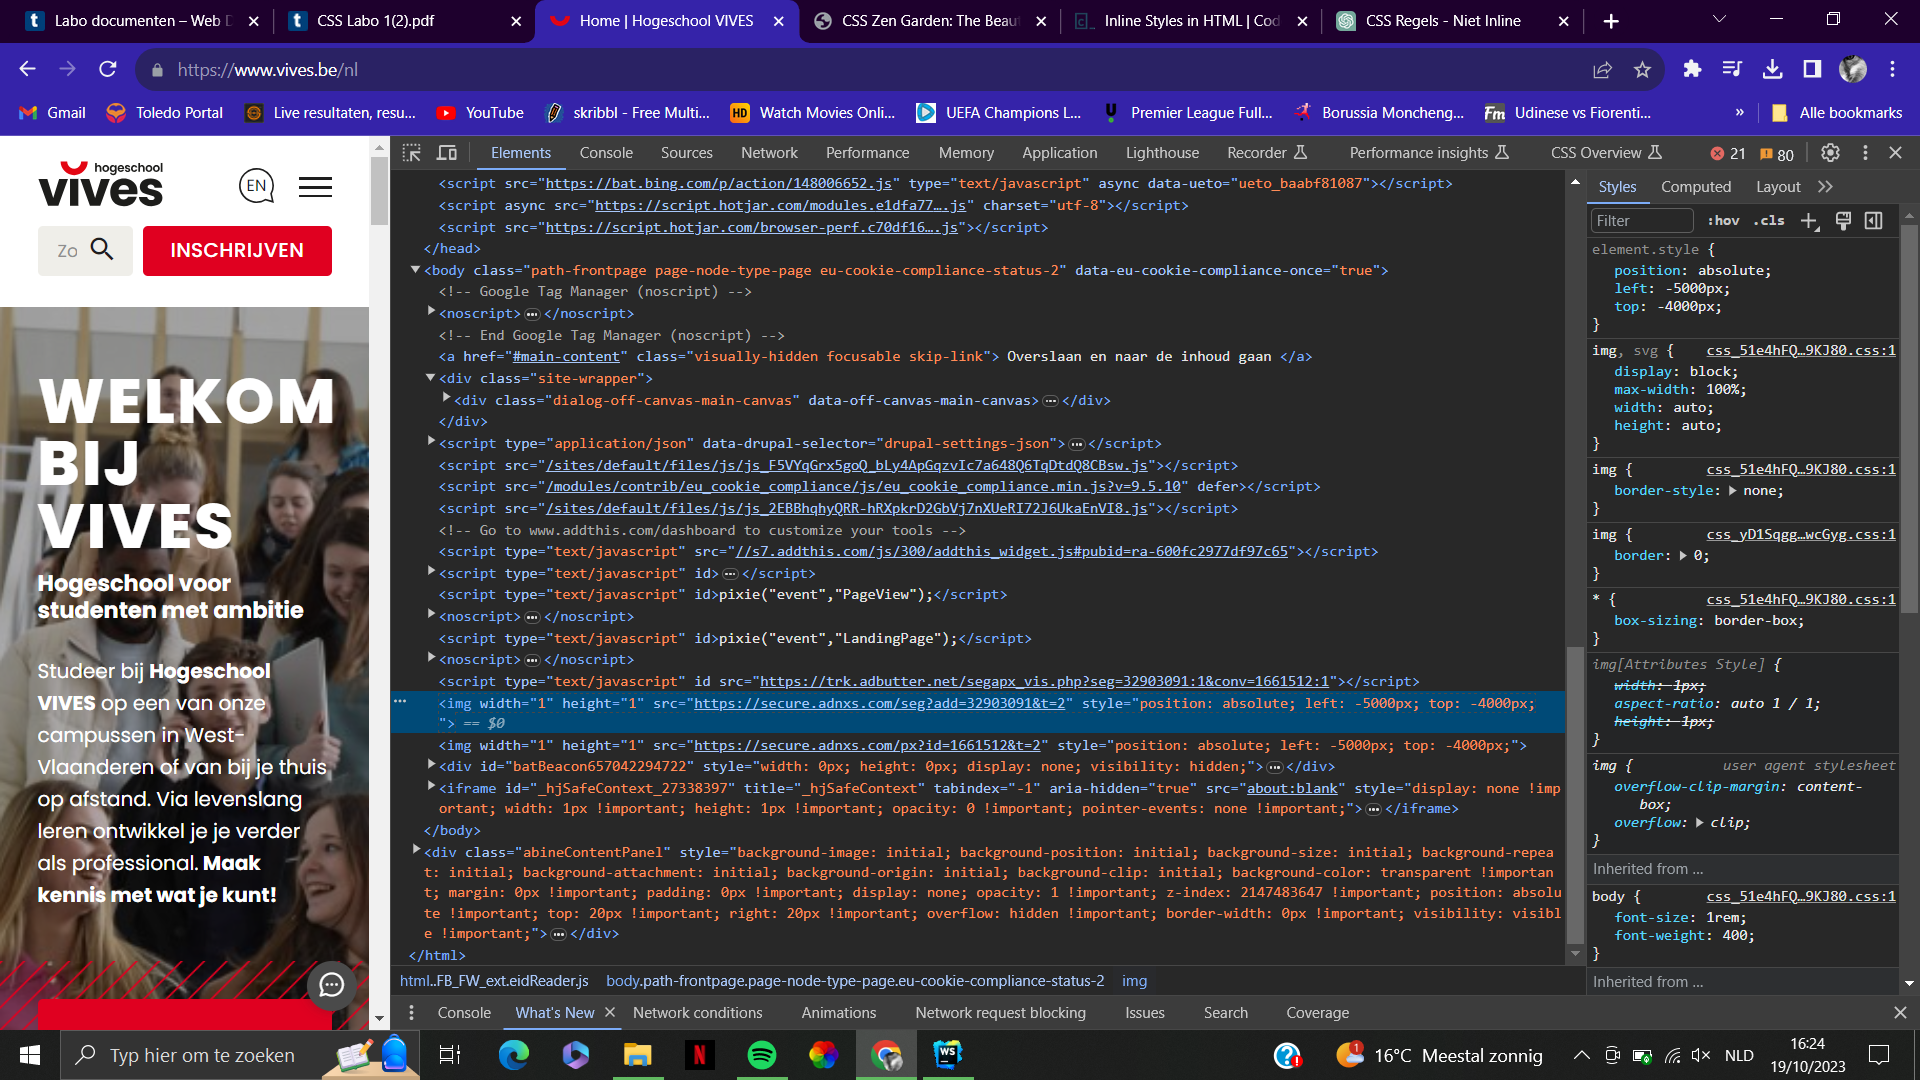 Labo documenten – Web D
CSS Labo 1(2).pdf
Home | Hogeschool VIVES
CSS Zen Garden: The Beau
Inline Styles in HTML | Cod
CSS Regels - Niet Inline
https://www.vives.be/nl
Gmail
Toledo Portal
Live resultaten, resu...
YouTube
skribbl - Free Multi...
HD
Watch Movies Onli...
UEFA Champions L...
Premier League Full...
Borussia Moncheng...
Fm
Udinese vs Fiorenti...
»
Alle bookmarks
hogeschool
vives
EN
Zo
INSCHRIJVEN
WELKOM
BIJ
VIVES
Hogeschool voor
studenten met ambitie
Studeer bij Hogeschool
VIVES op een van onze
campussen in West-
Vlaanderen of van bij je thuis
op afstand. Via levenslang
leren ontwikkel je je verder
als professional. Maak
kennis met wat je kunt!
Elements
Console
Sources
Network
Performance
Memory
Application
Lighthouse
Recorder
Performance insights
CSS Overview
21
80
<script src="https://bat.bing.com/p/action/148006652.js" type="text/javascript" async data-ueto="ueto_baabf81087"></script>
<script async src="https://script.hotjar.com/modules.e1dfa77….js" charset="utf-8"></script>
<script src="https://script.hotjar.com/browser-perf.c70df16….js"></script>
</head>
<body class="path-frontpage page-node-type-page eu-cookie-compliance-status-2" data-eu-cookie-compliance-once="true">
<!-- Google Tag Manager (noscript) -->
<noscript>…</noscript>
<!-- End Google Tag Manager (noscript) -->
<a href="#main-content" class="visually-hidden focusable skip-link"> Overslaan en naar de inhoud gaan </a>
<div class="site-wrapper">
<div class="dialog-off-canvas-main-canvas" data-off-canvas-main-canvas>…</div>
</div>
<script type="application/json" data-drupal-selector="drupal-settings-json">…</script>
<script src="/sites/default/files/js/js_F5VYqGrx5goQ_bLy4ApGqzvIc7a648Q6TqDtdQ8CBsw.js"></script>
<script src="/modules/contrib/eu_cookie_compliance/js/eu_cookie_compliance.min.js?v=9.5.10" defer></script>
<script src="/sites/default/files/js/js_2EBBhqhyQRR-hRXpkrD2GbVj7nXUeRI72J6UkaEnVI8.js"></script>
<!-- Go to www.addthis.com/dashboard to customize your tools -->
<script type="text/javascript" src="//s7.addthis.com/js/300/addthis_widget.js#pubid=ra-600fc2977df97c65"></script>
<script type="text/javascript" id>…</script>
<script type="text/javascript" id>pixie("event","PageView");</script>
<noscript>…</noscript>
<script type="text/javascript" id>pixie("event","LandingPage");</script>
<noscript>…</noscript>
<script type="text/javascript" id src="https://trk.adbutter.net/segapx_vis.php?seg=32903091:1&conv=1661512:1"></script>
<img width="1" height="1" src="https://secure.adnxs.com/seg?add=32903091&t=2" style="position: absolute; left: -5000px; top: -4000px;
"> == $0
<img width="1" height="1" src="https://secure.adnxs.com/px?id=1661512&t=2" style="position: absolute; left: -5000px; top: -4000px;">
<div id="batBeacon657042294722" style="width: 0px; height: 0px; display: none; visibility: hidden;">…</div>
<iframe id="_hjSafeContext_27338397" title="_hjSafeContext" tabindex="-1" aria-hidden="true" src="about:blank" style="display: none !imp
ortant; width: 1px !important; height: 1px !important; opacity: 0 !important; pointer-events: none !important;">…</iframe>
</body>
<div class="abineContentPanel" style="background-image: initial; background-position: initial; background-size: initial; background-repea
t: initial; background-attachment: initial; background-origin: initial; background-clip: initial; background-color: transparent !importan
t; margin: 0px !important; padding: 0px !important; display: none; opacity: 1 !important; z-index: 2147483647 !important; position: absolu
te !important; top: 20px !important; right: 20px !important; overflow: hidden !important; border-width: 0px !important; visibility: visibl
e !important;">…</div>
</html>
html..FB_FW_ext.eidReader.js
body.path-frontpage.page-node-type-page.eu-cookie-compliance-status-2
img
Styles
Computed
Layout
Filter
:hov
.cls
element.style {
position: absolute;
left: -5000px;
top: -4000px;
}
img, svg {
css_51e4hFQ…9KJ80.css:1
display: block;
max-width: 100%;
width: auto;
height: auto;
}
img {
css_51e4hFQ…9KJ80.css:1
border-style: none;
}
img {
css_yD1Sqgg…wcGyg.css:1
border: 0;
}
* {
css_51e4hFQ…9KJ80.css:1
box-sizing: border-box;
}
img[Attributes Style] {
width: 1px;
aspect-ratio: auto 1 / 1;
height: 1px;
}
img {
user agent stylesheet
overflow-clip-margin: content-
box;
overflow: clip;
}
Inherited from ...
body {
css_51e4hFQ…9KJ80.css:1
font-size: 1rem;
font-weight: 400;
}
Inherited from ...
Console
What's New
Network conditions
Animations
Network request blocking
Issues
Search
Coverage
Typ hier om te zoeken
N
WS
1
16°C Meestal zonnig
NLD
16:24
19/10/2023